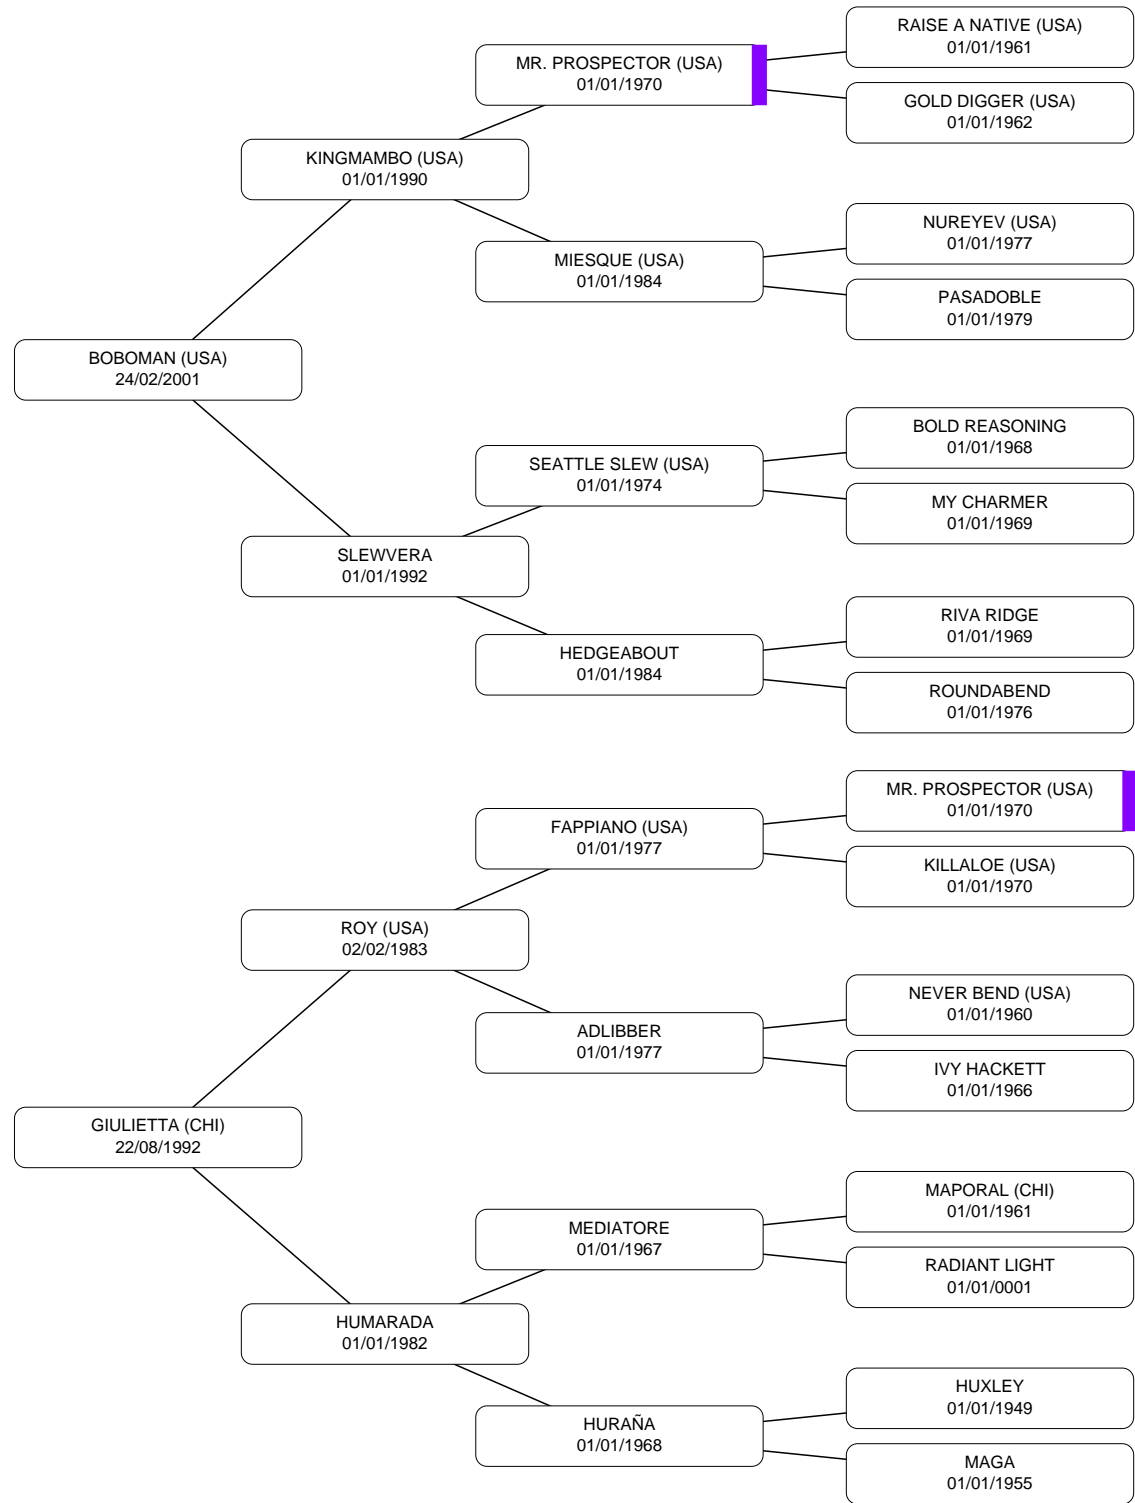 RAISE A NATIVE (USA)
01/01/1961
MR. PROSPECTOR (USA)
01/01/1970
GOLD DIGGER (USA)
01/01/1962
KINGMAMBO (USA)
01/01/1990
NUREYEV (USA)
01/01/1977
MIESQUE (USA)
01/01/1984
PASADOBLE
01/01/1979
BOBOMAN (USA)
24/02/2001
BOLD REASONING
01/01/1968
SEATTLE SLEW (USA)
01/01/1974
MY CHARMER
01/01/1969
SLEWVERA
01/01/1992
RIVA RIDGE
01/01/1969
HEDGEABOUT
01/01/1984
ROUNDABEND
01/01/1976
MR. PROSPECTOR (USA)
01/01/1970
FAPPIANO (USA)
01/01/1977
KILLALOE (USA)
01/01/1970
ROY (USA)
02/02/1983
NEVER BEND (USA)
01/01/1960
ADLIBBER
01/01/1977
IVY HACKETT
01/01/1966
GIULIETTA (CHI)
22/08/1992
MAPORAL (CHI)
01/01/1961
MEDIATORE
01/01/1967
RADIANT LIGHT
01/01/0001
HUMARADA
01/01/1982
HUXLEY
01/01/1949
HURAÑA
01/01/1968
MAGA
01/01/1955